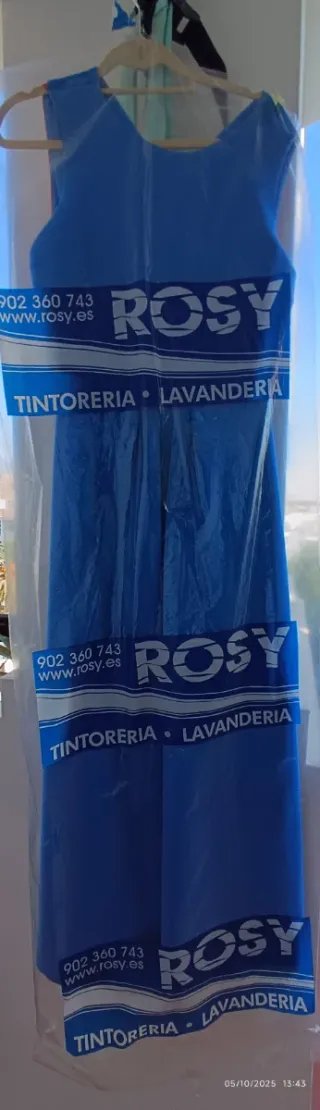 902 360 743
www.rosy.es
ROSY
TINTORERIA • LAVANDERIA
902 360 743
www.rosy.es
ROSY
TINTORERIA • LAVANDERIA
902 360 743
www.rosy.es
ROSY
TINTORERIA • LAVANDERIA
05/10/2025 13:43